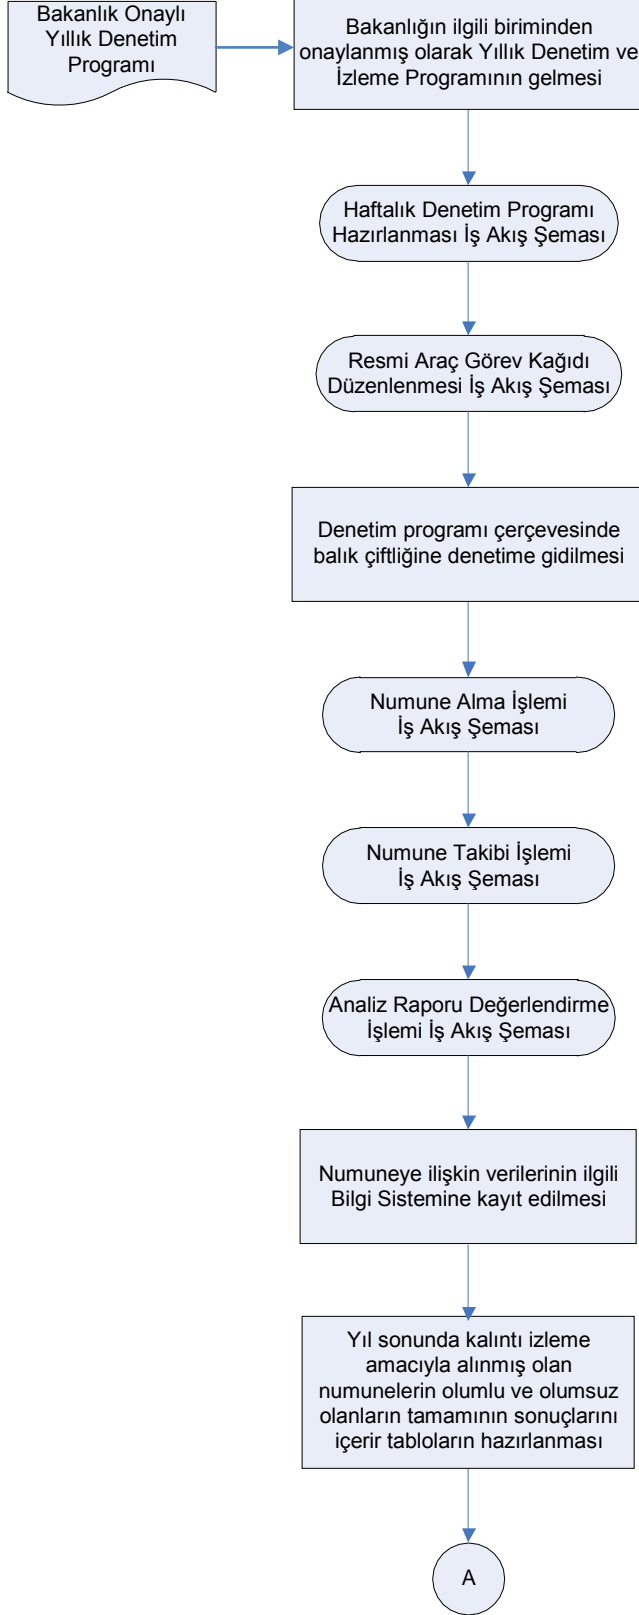 Bakanlık Onaylı
Yıllık Denetim
Programı
Bakanlığın ilgili biriminden
onaylanmış olarak Yıllık Denetim ve
İzleme Programının gelmesi
Haftalık Denetim Programı
Hazırlanması İş Akış Şeması
Resmi Araç Görev Kağıdı
Düzenlenmesi İş Akış Şeması
Denetim programı çerçevesinde
balık çiftliğine denetime gidilmesi
Numune Alma İşlemi
İş Akış Şeması
Numune Takibi İşlemi
İş Akış Şeması
Analiz Raporu Değerlendirme
İşlemi İş Akış Şeması
Numuneye ilişkin verilerinin ilgili
Bilgi Sistemine kayıt edilmesi
Yıl sonunda kalıntı izleme
amacıyla alınmış olan
numunelerin olumlu ve olumsuz
olanların tamamının sonuçlarını
içerir tabloların hazırlanması
A